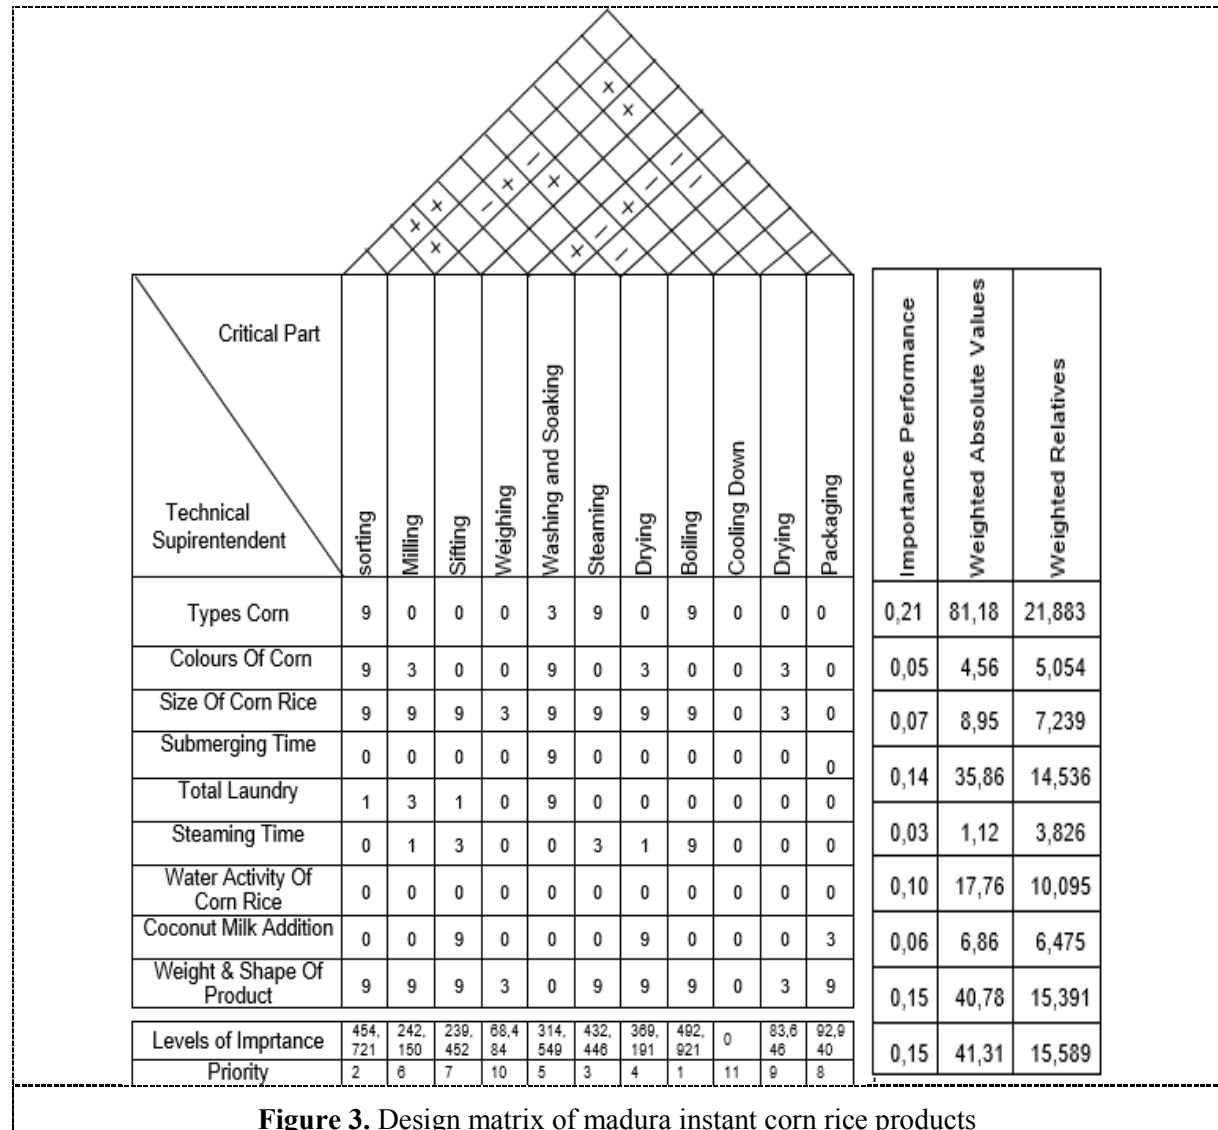 Critical Part
Technical
Supirentendent
sorting
Milling
Sifting
Weighing
Washing and Soaking
Steaming
Drying
Boiling
Cooling Down
Drying
Packaging
Importance Performance
Weighted Absolute Values
Weighted Relatives
Types Corn 9 0 0 0 3 9 0 9 0 0 0 0,21 81,18 21,883
Colours Of Corn 9 3 0 0 9 0 3 0 0 3 0 0,05 4,56 5,054
Size Of Corn Rice 9 9 9 3 9 9 9 9 0 3 0 0,07 8,95 7,239
Submerging Time 0 0 0 0 9 0 0 0 0 0 0 0,14 35,86 14,536
Total Laundry 1 3 1 0 9 0 0 0 0 0 0 0,03 1,12 3,826
Steaming Time 0 1 3 0 0 3 1 9 0 0 0 0,10 17,76 10,095
Water Activity Of
Corn Rice 0 0 0 0 0 0 0 0 0 0 0 0,06 6,86 6,475
Coconut Milk Addition 0 0 9 0 0 0 9 0 0 0 3 0,15 40,78 15,391
Weight & Shape Of
Product 9 9 9 3 0 9 9 9 0 3 9 0,15 41,31 15,589
Levels of Imprtance 454,721 242,150 239,452 68,484 314,549 432,446 369,191 492,921 0 83,646 92,940
Priority 2 6 7 10 5 3 4 1 11 9 8
Figure 3. Design matrix of madura instant corn rice products